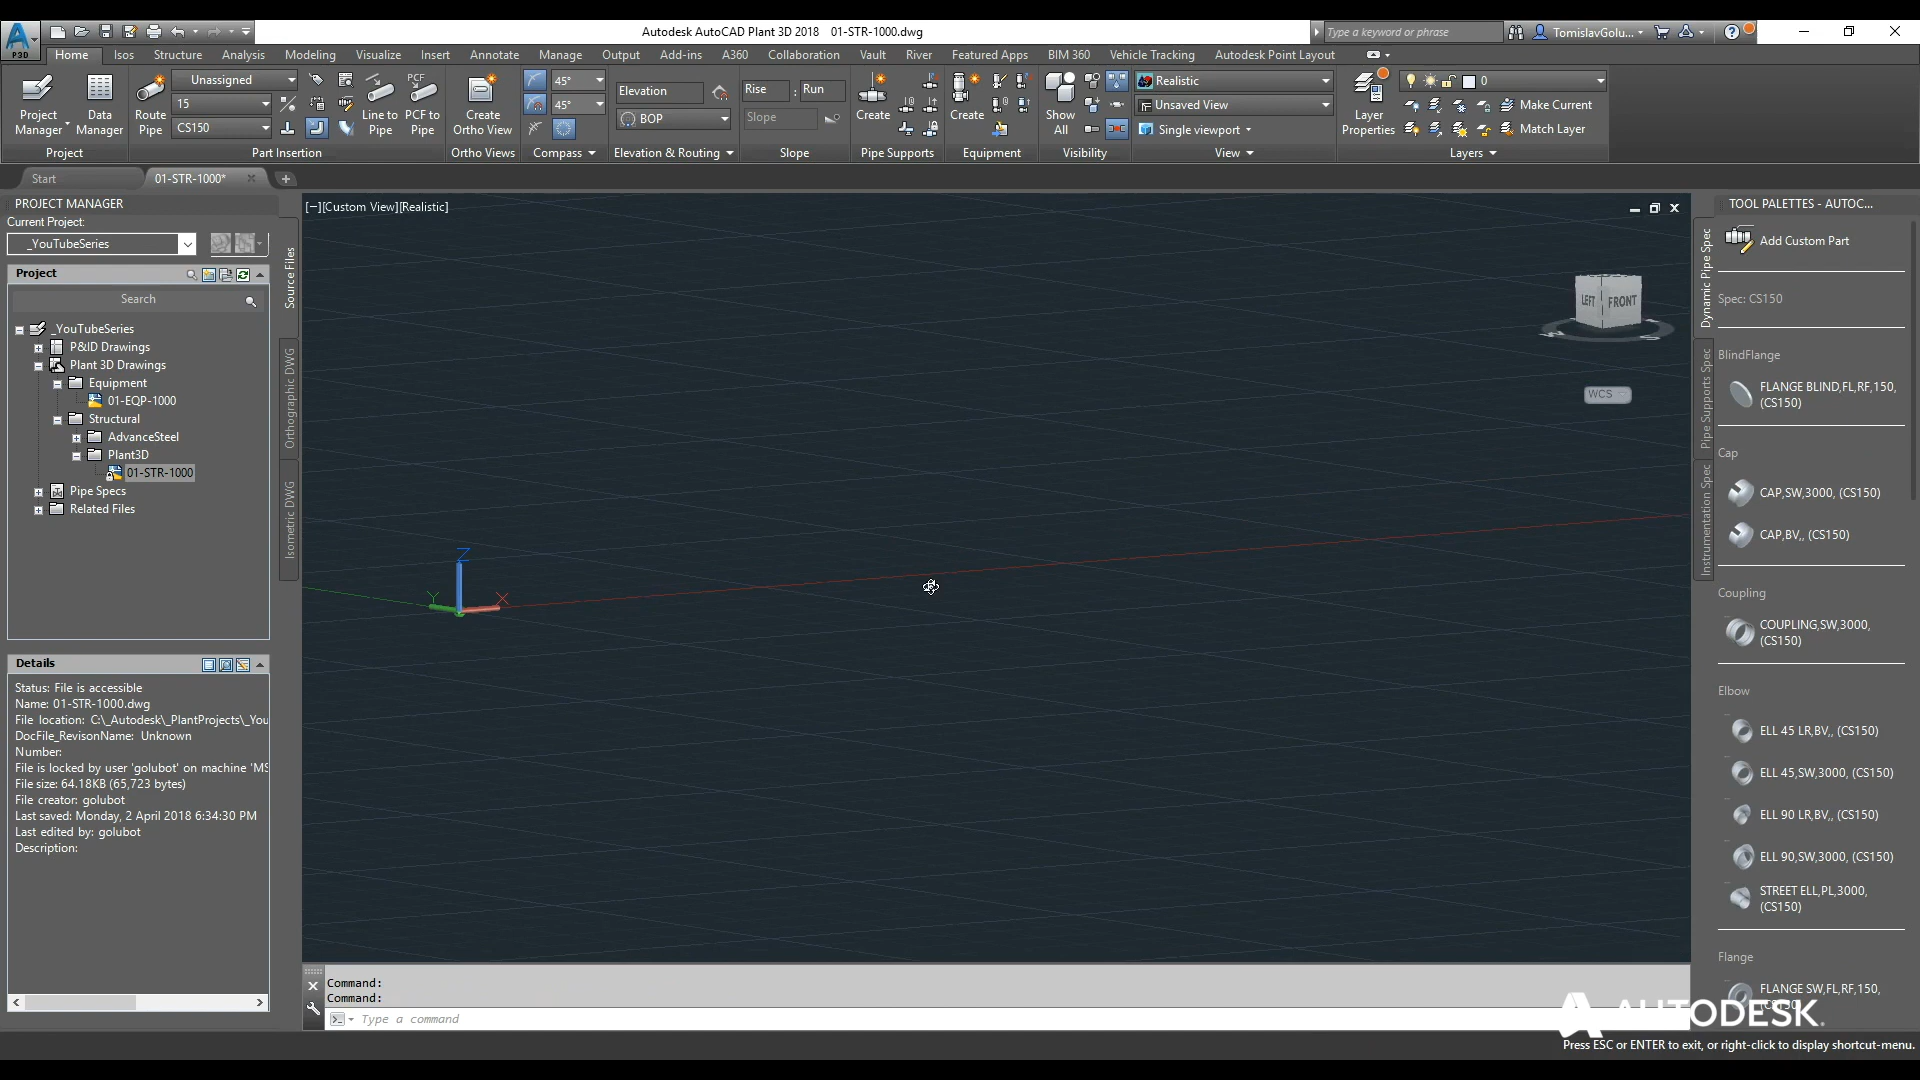 Autodesk AutoCAD Plant 3D 2018 01-STR-1000.dwg
Type a keyword or phrase
TomislavGolu...
P3D
Home Isos Structure Analysis Modeling Visualize Insert Annotate Manage Output Add-ins A360 Collaboration Vault River Featured Apps BIM 360 Vehicle Tracking Autodesk Point Layout
Project Manager
Data Manager
Project
Route Pipe
Unassigned
15
CS150
Line to Pipe
PCF to Pipe
Part Insertion
Create Ortho View
Ortho Views
45°
45°
Compass
Elevation
BOP
Elevation & Routing
Rise : Run
Slope
Slope
Create
Pipe Supports
Create
Equipment
Show All
Visibility
Realistic
Unsaved View
Single viewport
View
Layer Properties
0
Make Current
Match Layer
Layers
Start
01-STR-1000*
PROJECT MANAGER
Current Project:
_YouTubeSeries
Project
Search
_YouTubeSeries
P&ID Drawings
Plant 3D Drawings
Equipment
01-EQP-1000
Structural
AdvanceSteel
Plant3D
01-STR-1000
Pipe Specs
Related Files
Source Files
Orthographic DWG
Isometric DWG
Details
Status: File is accessible
Name: 01-STR-1000.dwg
File location: C:\_Autodesk\_PlantProjects\_You
DocFile_RevisonName: Unknown
Number:
File is locked by user 'golubot' on machine 'MS
File size: 64.18KB (65,723 bytes)
File creator: golubot
Last saved: Monday, 2 April 2018 6:34:30 PM
Last edited by: golubot
Description:
[−][Custom View][Realistic]
LEFT FRONT
WCS
Z
Y
X
Command:
Command:
Type a command
TOOL PALETTES - AUTOC...
Dynamic Pipe Spec
Pipe Supports Spec
Instrumentation Spec
Add Custom Part
Spec: CS150
BlindFlange
FLANGE BLIND,FL,RF,150,
(CS150)
Cap
CAP,SW,3000, (CS150)
CAP,BV,, (CS150)
Coupling
COUPLING,SW,3000,
(CS150)
Elbow
ELL 45 LR,BV,, (CS150)
ELL 45,SW,3000, (CS150)
ELL 90 LR,BV,, (CS150)
ELL 90,SW,3000, (CS150)
STREET ELL,PL,3000,
(CS150)
Flange
FLANGE SW,FL,RF,150,
AUTODESK.
Press ESC or ENTER to exit, or right-click to display shortcut-menu.